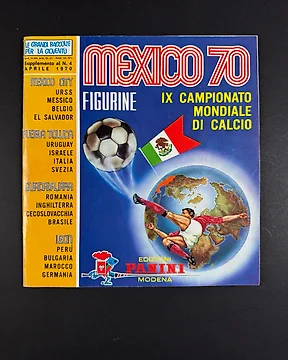 LE GRANDI RACCOLTE
PER LA GIOVENTÙ
Supplemento al N. 4
APRILE 1970
MEXICO CITY
URSS
MESSICO
BELGIO
EL SALVADOR
PUEBLA TOLUCA
URUGUAY
ISRAELE
ITALIA
SVEZIA
GUADALAJARA
ROMANIA
INGHILTERRA
CECOSLOVACCHIA
BRASILE
LEON
PERU
BULGARIA
MAROCCO
GERMANIA
MEXICO 70
FIGURINE
IX CAMPIONATO
MONDIALE
DI CALCIO
EDIZIONI
PANINI
MODENA